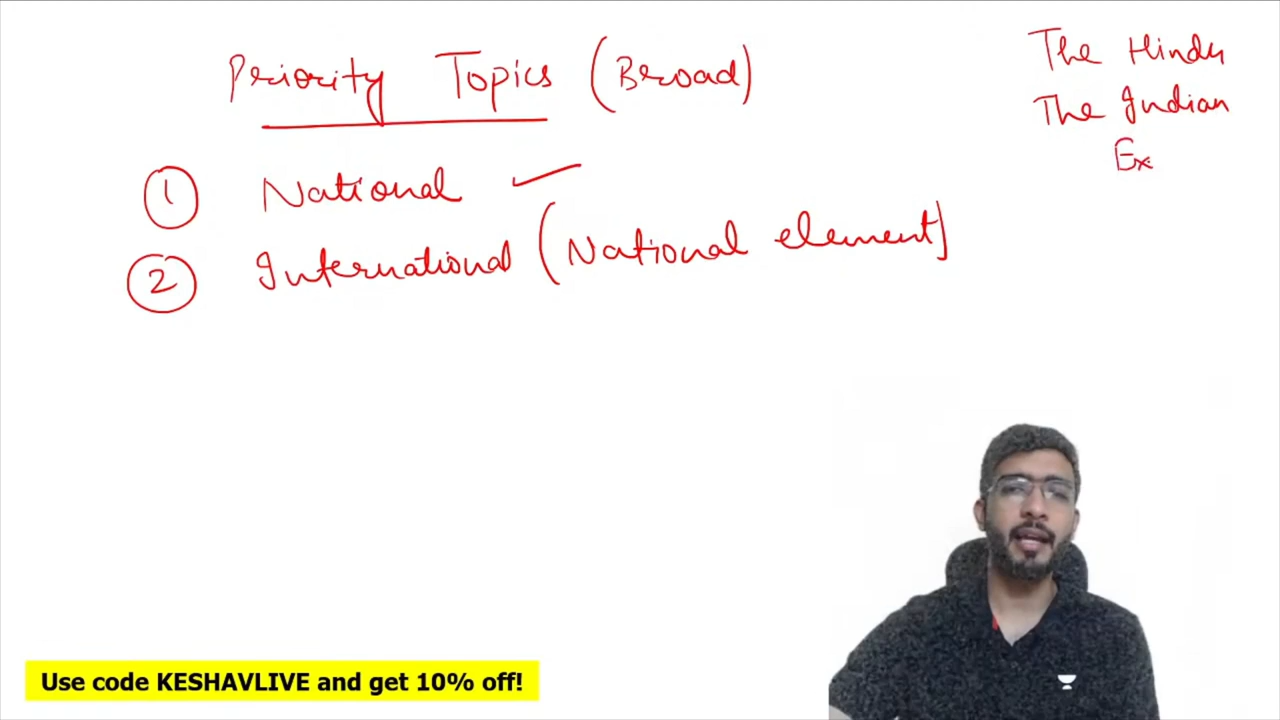 Priority Topics (Broad)
The Hindu
The Indian
Ex
1 National
2 International (National element]
Use code KESHAVLIVE and get 10% off!